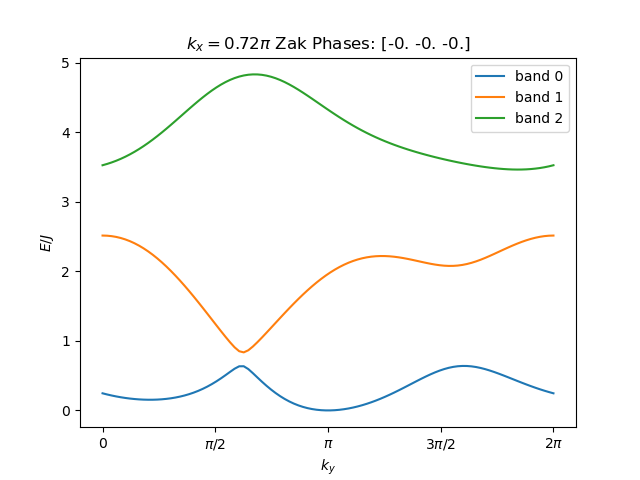 $k_x = 0.72\pi$ Zak Phases: [-0. -0. -0.]
5
4
3
2
1
0
E/J
band 0
band 1
band 2
0
π/2
π
3π/2
2π
$k_y$